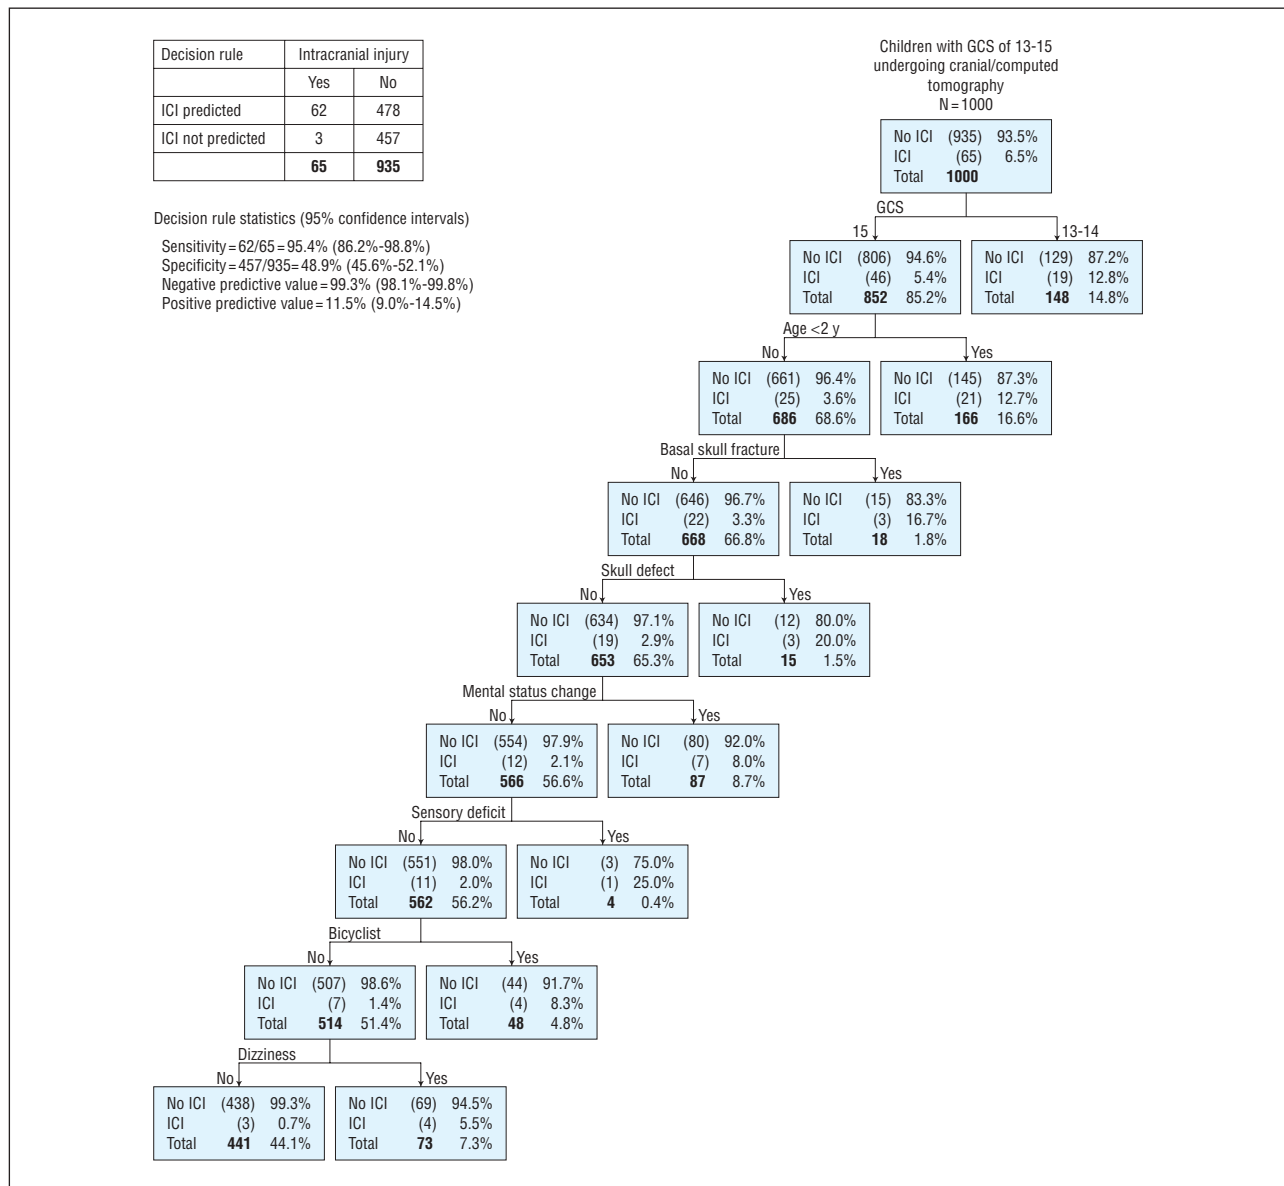 Decision rule Intracranial injury
Yes No
ICI predicted 62 478
ICI not predicted 3 457
65 935
Decision rule statistics (95% confidence intervals)
Sensitivity = 62/65 = 95.4% (86.2%-98.8%)
Specificity = 457/935 = 48.9% (45.6%-52.1%)
Negative predictive value = 99.3% (98.1%-99.8%)
Positive predictive value = 11.5% (9.0%-14.5%)
Children with GCS of 13-15
undergoing cranial/computed
tomography
N = 1000
No ICI (935) 93.5%
ICI (65) 6.5%
Total 1000
GCS
15
No ICI (806) 94.6%
ICI (46) 5.4%
Total 852 85.2%
13-14
No ICI (129) 87.2%
ICI (19) 12.8%
Total 148 14.8%
Age <2 y
No
No ICI (661) 96.4%
ICI (25) 3.6%
Total 686 68.6%
Yes
No ICI (145) 87.3%
ICI (21) 12.7%
Total 166 16.6%
Basal skull fracture
No
No ICI (646) 96.7%
ICI (22) 3.3%
Total 668 66.8%
Yes
No ICI (15) 83.3%
ICI (3) 16.7%
Total 18 1.8%
Skull defect
No
No ICI (634) 97.1%
ICI (19) 2.9%
Total 653 65.3%
Yes
No ICI (12) 80.0%
ICI (3) 20.0%
Total 15 1.5%
Mental status change
No
No ICI (554) 97.9%
ICI (12) 2.1%
Total 566 56.6%
Yes
No ICI (80) 92.0%
ICI (7) 8.0%
Total 87 8.7%
Sensory deficit
No
No ICI (551) 98.0%
ICI (11) 2.0%
Total 562 56.2%
Yes
No ICI (3) 75.0%
ICI (1) 25.0%
Total 4 0.4%
Bicyclist
No
No ICI (507) 98.6%
ICI (7) 1.4%
Total 514 51.4%
Yes
No ICI (44) 91.7%
ICI (4) 8.3%
Total 48 4.8%
Dizziness
No
No ICI (438) 99.3%
ICI (3) 0.7%
Total 441 44.1%
Yes
No ICI (69) 94.5%
ICI (4) 5.5%
Total 73 7.3%